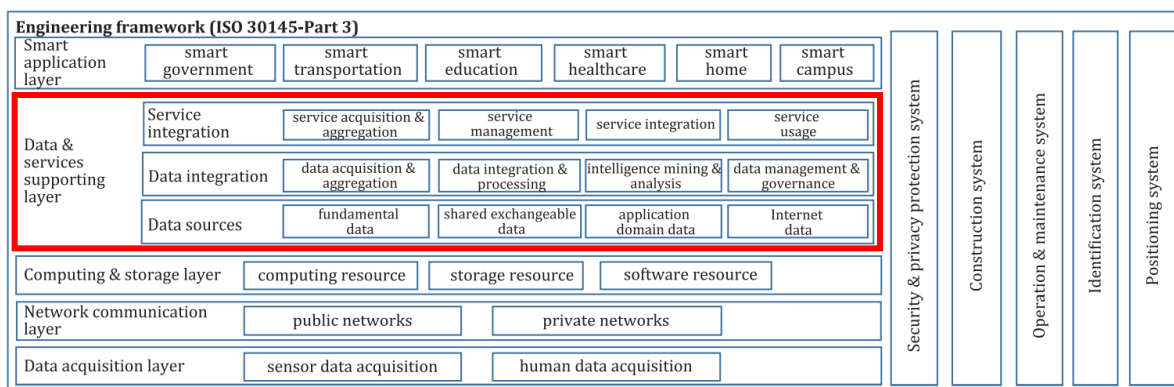 Engineering framework (ISO 30145-Part 3)
Smart
application
layer
smart
government
smart
transportation
smart
education
smart
healthcare
smart
home
smart
campus
Data &
services
supporting
layer
Service
integration
service acquisition &
aggregation
service
management
service integration
service
usage
Data integration
data acquisition &
aggregation
data integration &
processing
intelligence mining &
analysis
data management &
governance
Data sources
fundamental
data
shared exchangeable
data
application
domain data
Internet
data
Computing & storage layer
computing resource
storage resource
software resource
Network communication
layer
public networks
private networks
Data acquisition layer
sensor data acquisition
human data acquisition
Security & privacy protection system
Construction system
Operation & maintenance system
Identification system
Positioning system